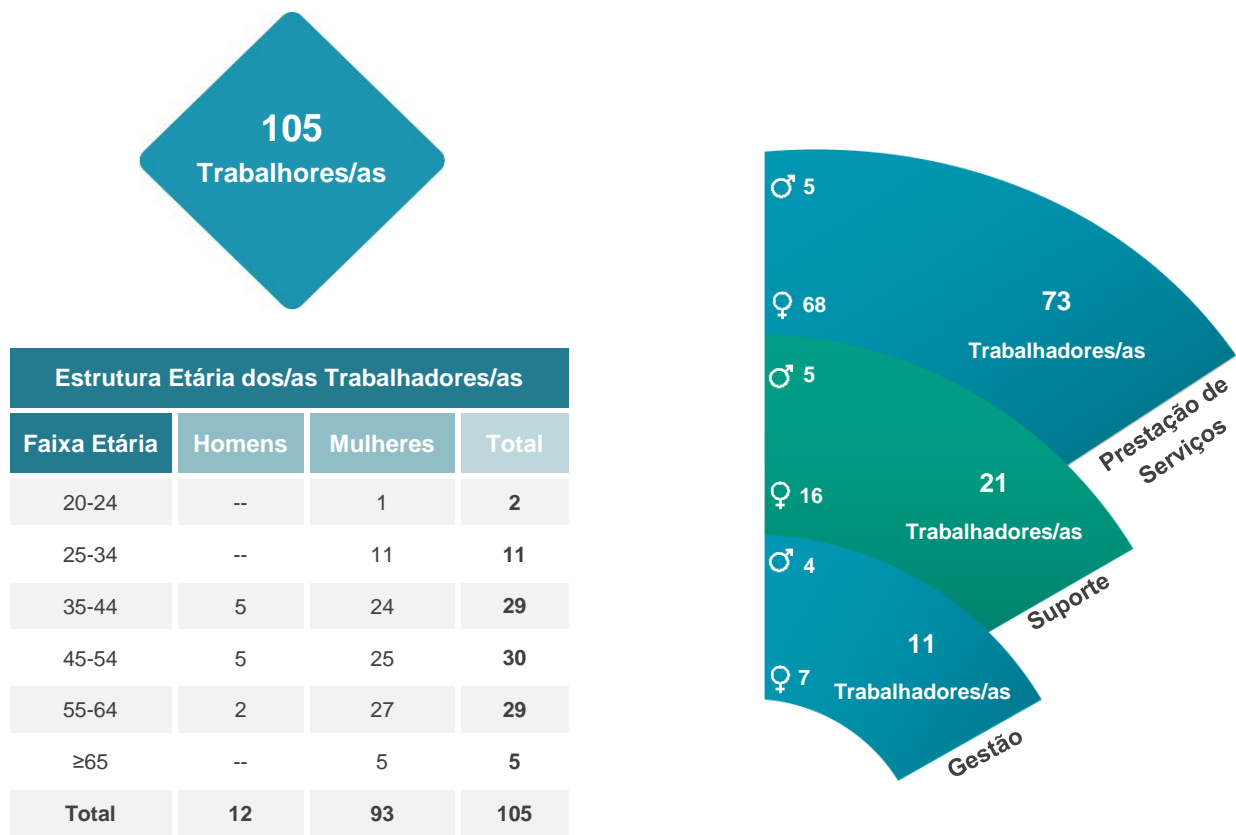 105
Trabalhores/as
Estrutura Etária dos/as Trabalhadores/as
Faixa Etária Homens Mulheres Total
20-24 -- 1 2
25-34 -- 11 11
35-44 5 24 29
45-54 5 25 30
55-64 2 27 29
≥65 -- 5 5
Total 12 93 105
♂ 5
♀ 68
73
Trabalhadores/as
Prestação de
Serviços
♂ 5
♀ 16
21
Trabalhadores/as
Suporte
♂ 4
♀ 7
11
Trabalhadores/as
Gestão